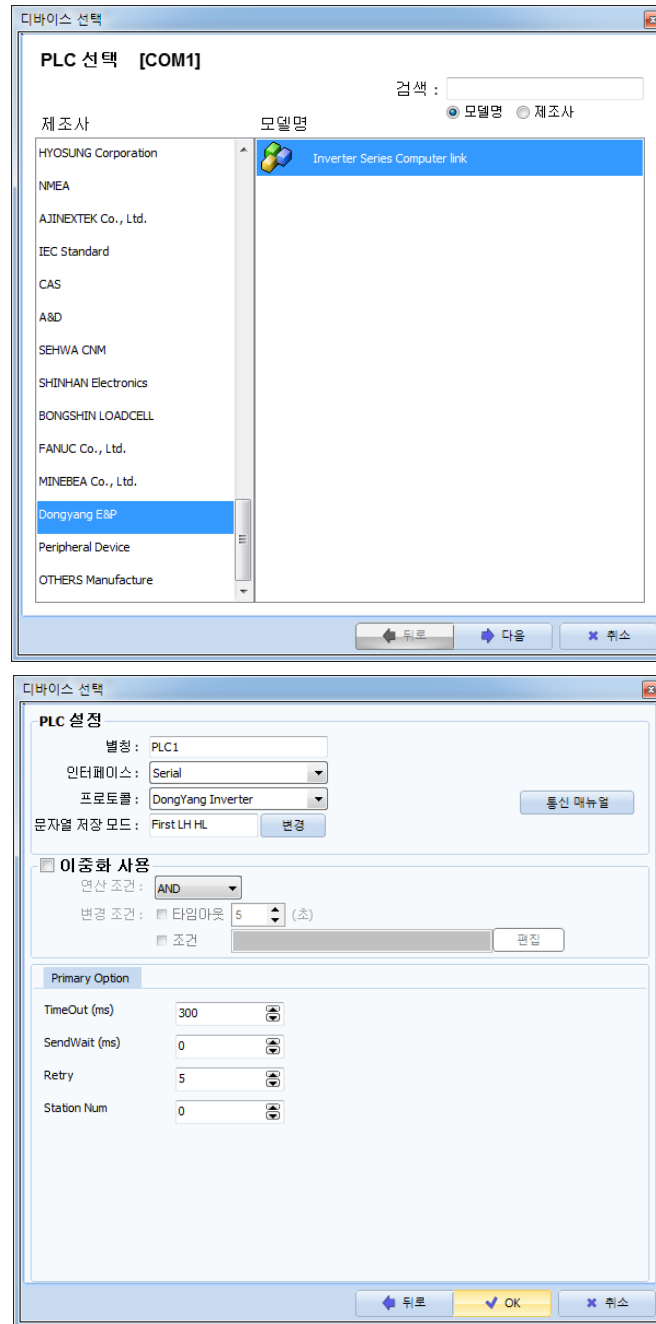 디바이스 선택
PLC 선택 [COM1]
검색 :
모델명 제조사
제조사 모델명
HYOSUNG Corporation
Inverter Series Computer link
NMEA
AJINEXTEK Co., Ltd.
IEC Standard
CAS
A&D
SEHWA CNM
SHINHAN Electronics
BONGSHIN LOADCELL
FANUC Co., Ltd.
MINEBEA Co., Ltd.
Dongyang E&P
Peripheral Device
OTHERS Manufacture
뒤로 다음 취소
디바이스 선택
PLC 설정
별칭 : PLC1
인터페이스 : Serial
프로토콜 : DongYang Inverter 통신 매뉴얼
문자열 저장 모드 : First LH HL 변경
이중화 사용
연산 조건 : AND
변경 조건 : 타임아웃 5 (초)
조건 편집
Primary Option
TimeOut (ms) 300
SendWait (ms) 0
Retry 5
Station Num 0
뒤로 OK 취소